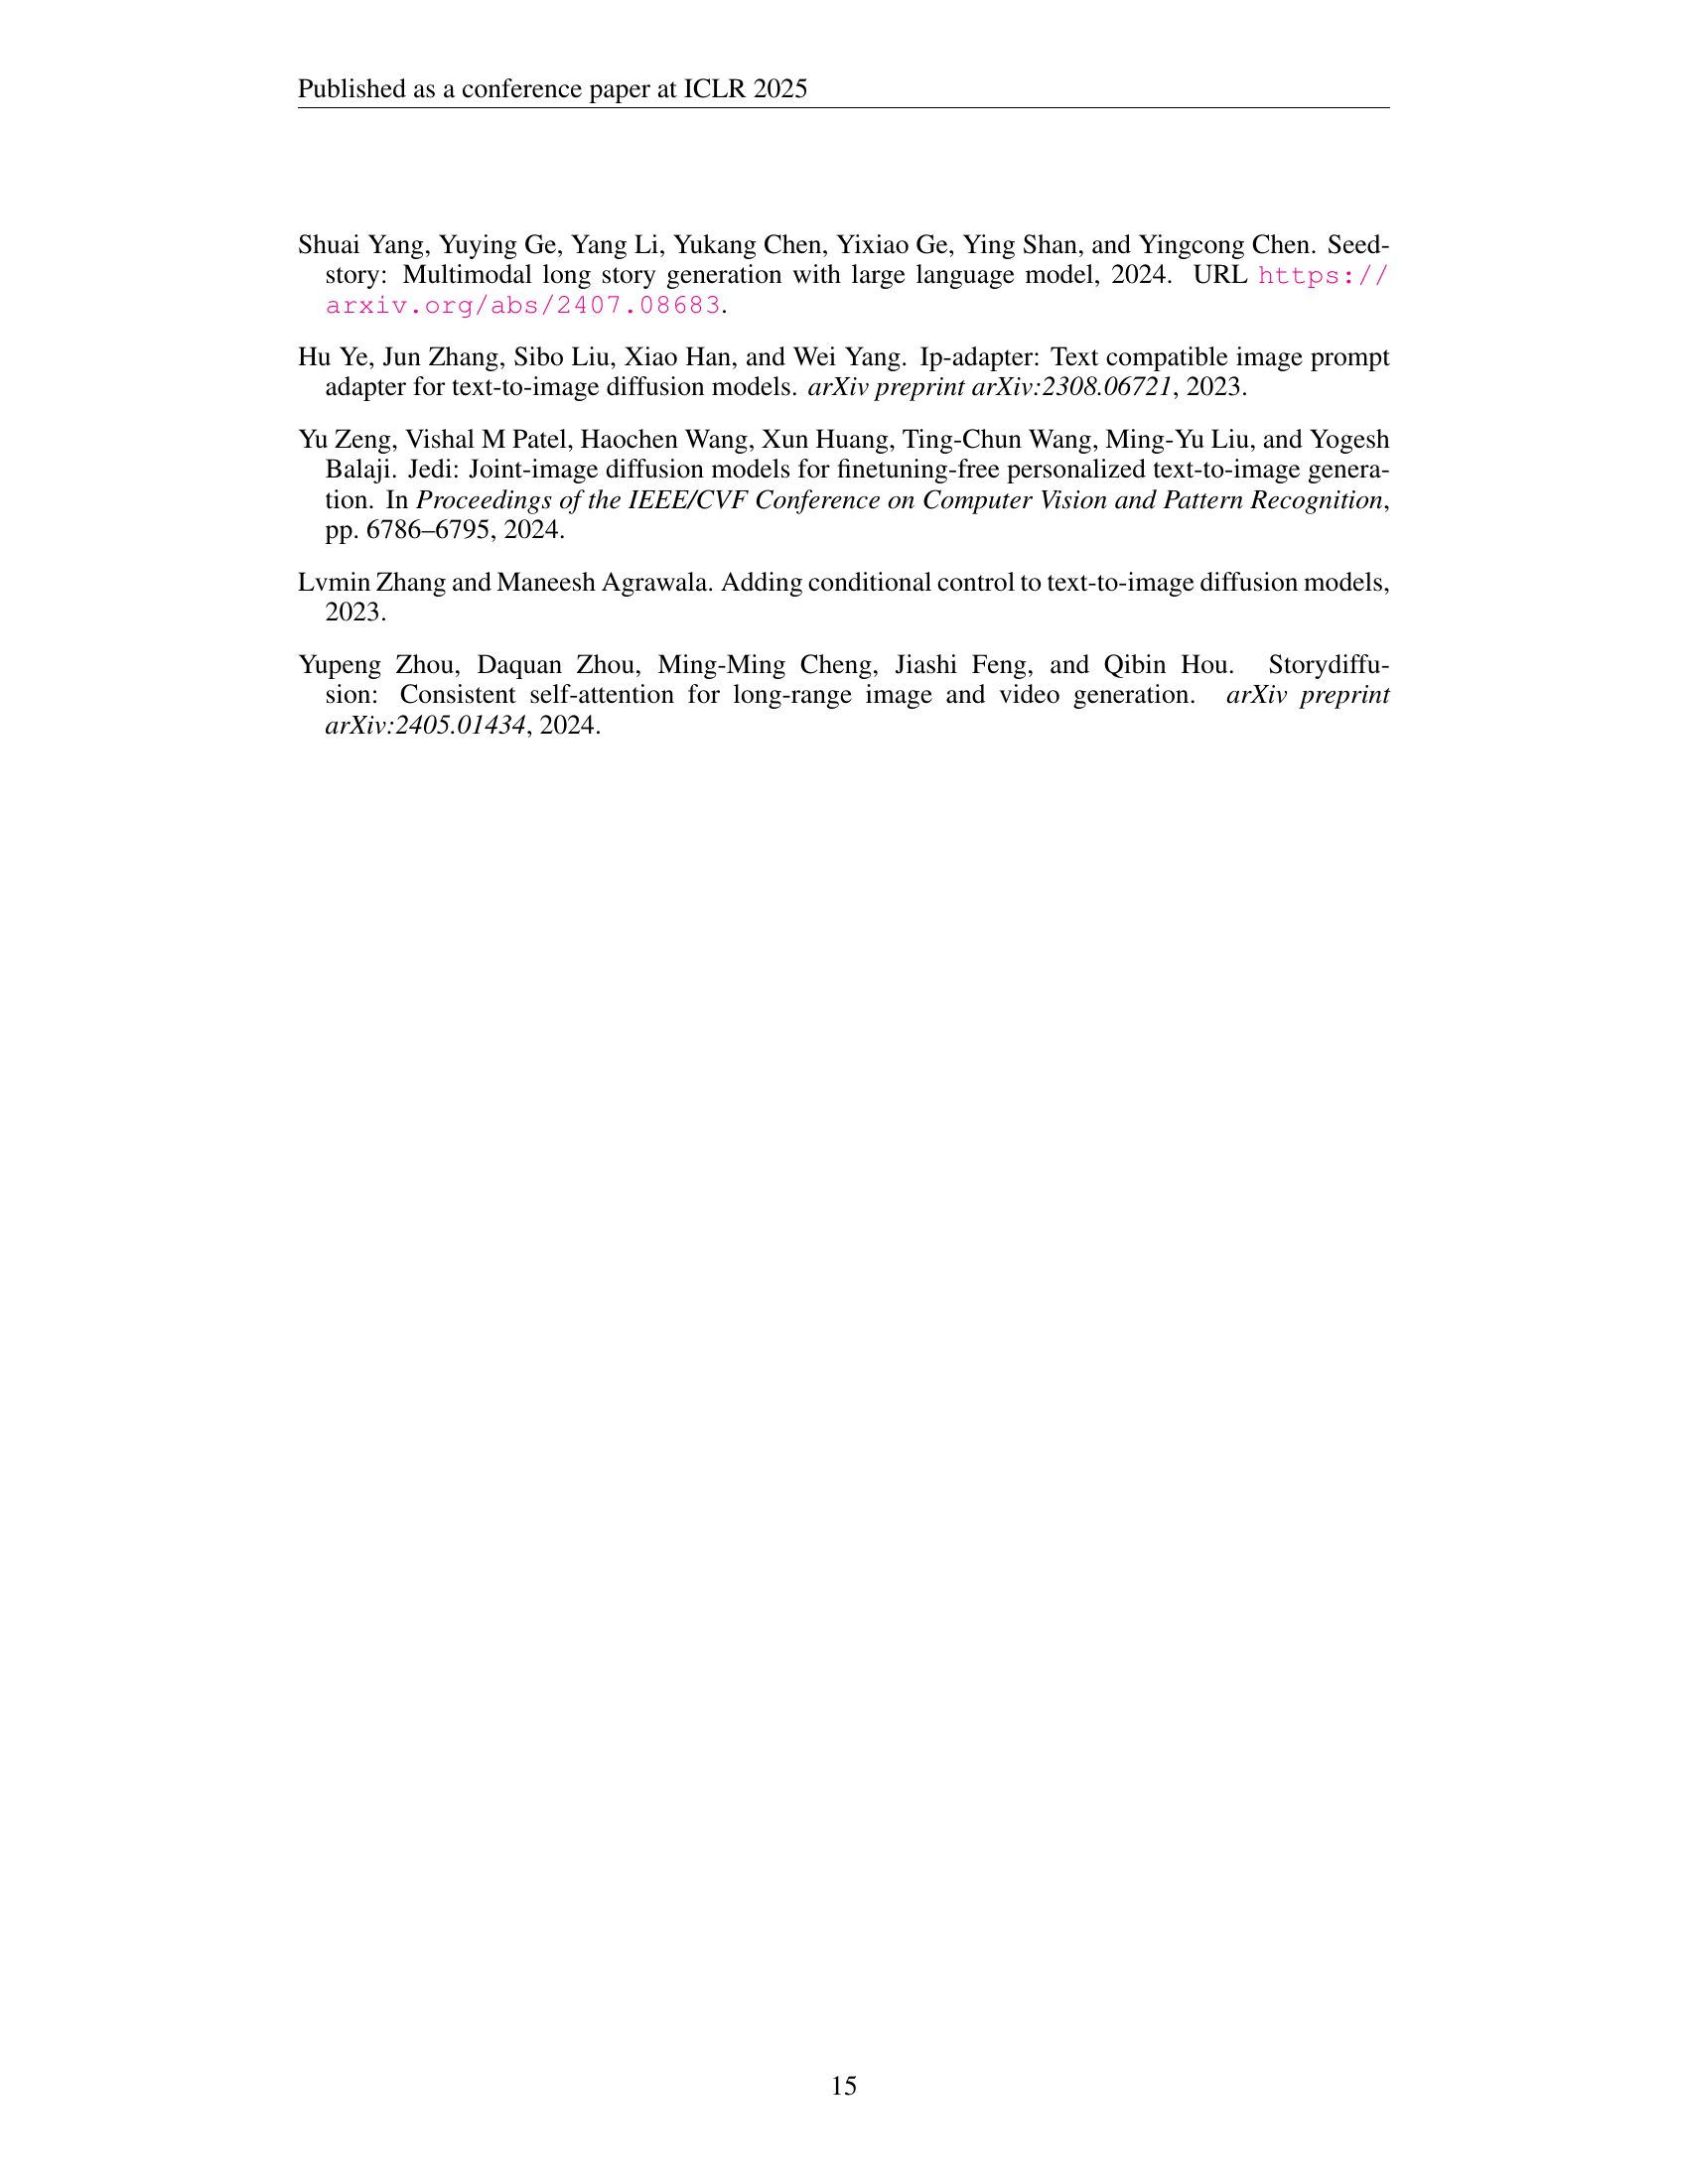 Published as a conference paper at ICLR 2025
Shuai Yang, Yuying Ge, Yang Li, Yukang Chen, Yixiao Ge, Ying Shan, and Yingcong Chen. Seed-
story: Multimodal long story generation with large language model, 2024. URL https://
arxiv.org/abs/2407.08683.
Hu Ye, Jun Zhang, Sibo Liu, Xiao Han, and Wei Yang. Ip-adapter: Text compatible image prompt
adapter for text-to-image diffusion models. arXiv preprint arXiv:2308.06721, 2023.
Yu Zeng, Vishal M Patel, Haochen Wang, Xun Huang, Ting-Chun Wang, Ming-Yu Liu, and Yogesh
Balaji. Jedi: Joint-image diffusion models for finetuning-free personalized text-to-image genera-
tion. In Proceedings of the IEEE/CVF Conference on Computer Vision and Pattern Recognition,
pp. 6786–6795, 2024.
Lvmin Zhang and Maneesh Agrawala. Adding conditional control to text-to-image diffusion models,
2023.
Yupeng Zhou, Daquan Zhou, Ming-Ming Cheng, Jiashi Feng, and Qibin Hou. Storydiffu-
sion: Consistent self-attention for long-range image and video generation. arXiv preprint
arXiv:2405.01434, 2024.
15